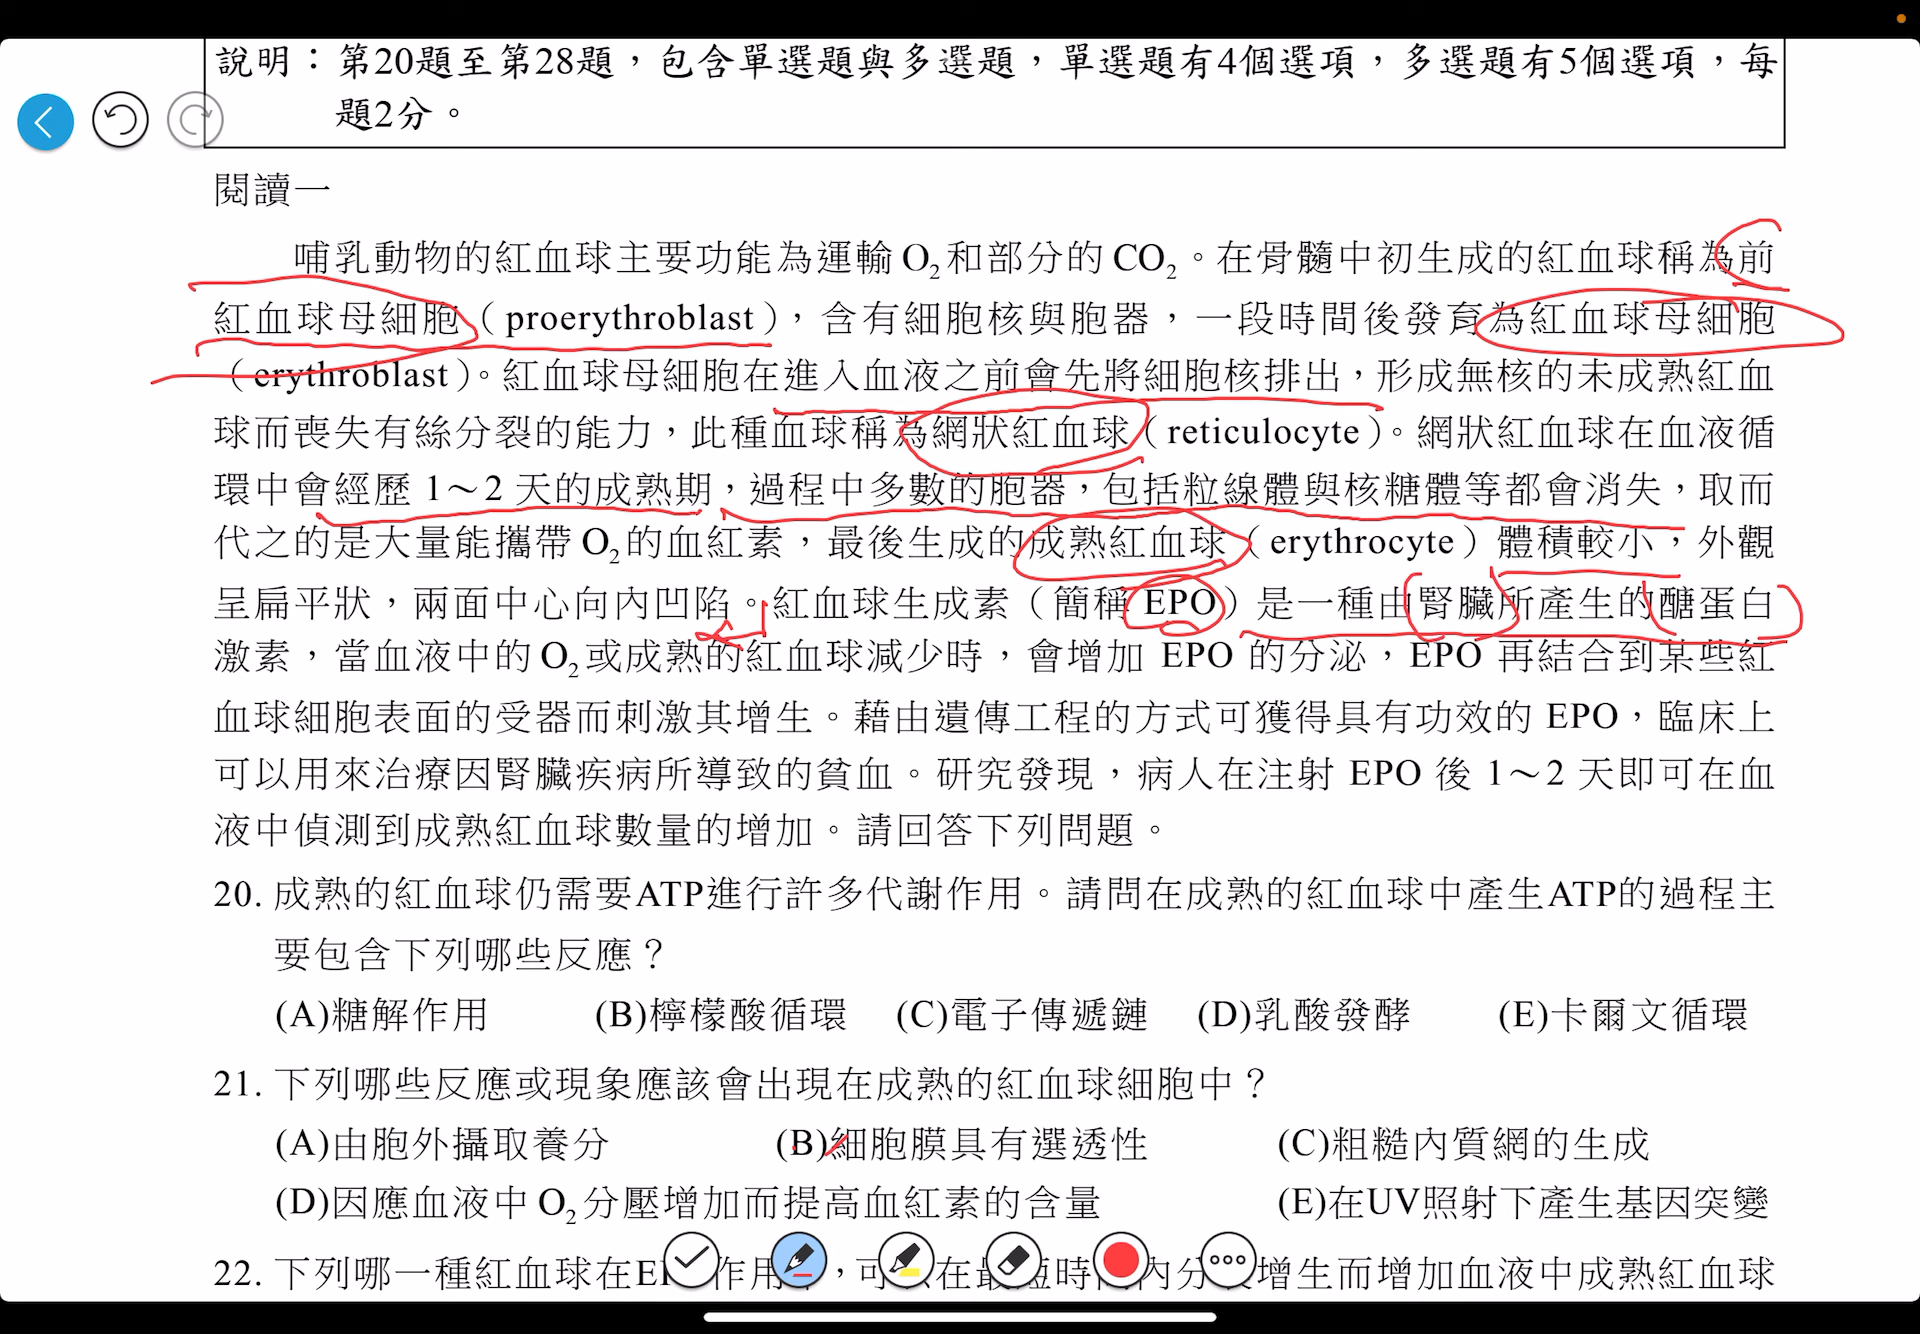 說明：第20題至第28題，包含單選題與多選題，單選題有4個選項，多選題有5個選項，每
題2分。
閱讀一
哺乳動物的紅血球主要功能為運輸 O₂ 和部分的 CO₂。在骨髓中初生成的紅血球稱為前
紅血球母細胞（proerythroblast），含有細胞核與胞器，一段時間後發育為紅血球母細胞
（erythroblast）。紅血球母細胞在進入血液之前會先將細胞核排出，形成無核的未成熟紅血
球而喪失有絲分裂的能力，此種血球稱為網狀紅血球（reticulocyte）。網狀紅血球在血液循
環中會經歷 1～2 天的成熟期，過程中多數的胞器，包括粒線體與核糖體等都會消失，取而
代之的是大量能攜帶 O₂ 的血紅素，最後生成的成熟紅血球（erythrocyte）體積較小，外觀
呈扁平狀，兩面中心向內凹陷。紅血球生成素（簡稱 EPO）是一種由腎臟所產生的醣蛋白
激素，當血液中的 O₂ 或成熟的紅血球減少時，會增加 EPO 的分泌，EPO 再結合到某些紅
血球細胞表面的受器而刺激其增生。藉由遺傳工程的方式可獲得具有功效的 EPO，臨床上
可以用來治療因腎臟疾病所導致的貧血。研究發現，病人在注射 EPO 後 1～2 天即可在血
液中偵測到成熟紅血球數量的增加。請回答下列問題。
20. 成熟的紅血球仍需要ATP進行許多代謝作用。請問在成熟的紅血球中產生ATP的過程主
要包含下列哪些反應？
(A)糖解作用 (B)檸檬酸循環 (C)電子傳遞鏈 (D)乳酸發酵 (E)卡爾文循環
21. 下列哪些反應或現象應該會出現在成熟的紅血球細胞中？
(A)由胞外攝取養分 (B)細胞膜具有選透性 (C)粗糙內質網的生成
(D)因應血液中 O₂ 分壓增加而提高血紅素的含量 (E)在UV照射下產生基因突變
22. 下列哪一種紅血球在E 作用，可在最短時內分增生而增加血液中成熟紅血球